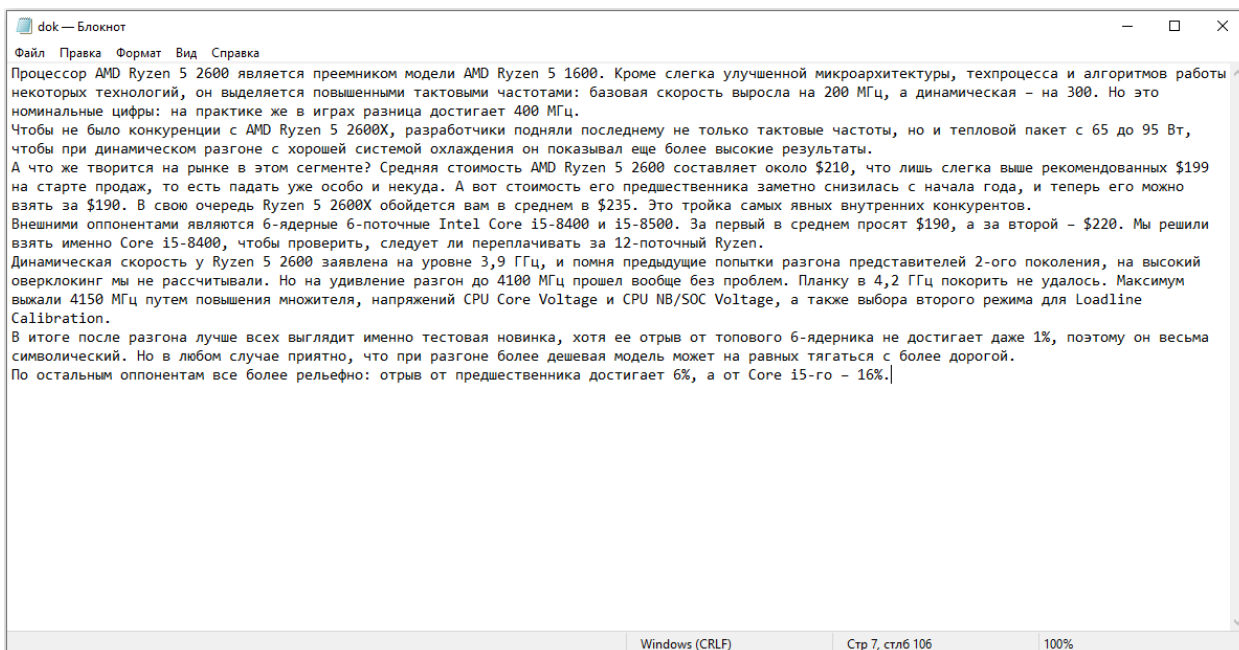 dok — Блокнот
Файл Правка Формат Вид Справка
Процессор AMD Ryzen 5 2600 является преемником модели AMD Ryzen 5 1600. Кроме слегка улучшенной микроархитектуры, техпроцесса и алгоритмов работы
некоторых технологий, он выделяется повышенными тактовыми частотами: базовая скорость выросла на 200 МГц, а динамическая – на 300. Но это
номинальные цифры: на практике же в играх разница достигает 400 МГц.
Чтобы не было конкуренции с AMD Ryzen 5 2600X, разработчики подняли последнему не только тактовые частоты, но и тепловой пакет с 65 до 95 Вт,
чтобы при динамическом разгоне с хорошей системой охлаждения он показывал еще более высокие результаты.
А что же творится на рынке в этом сегменте? Средняя стоимость AMD Ryzen 5 2600 составляет около $210, что лишь слегка выше рекомендованных $199
на старте продаж, то есть падать уже особо и некуда. А вот стоимость его предшественника заметно снизилась с начала года, и теперь его можно
взять за $190. В свою очередь Ryzen 5 2600X обойдется вам в среднем в $235. Это тройка самых явных внутренних конкурентов.
Внешними оппонентами являются 6-ядерные 6-поточные Intel Core i5-8400 и i5-8500. За первый в среднем просят $190, а за второй – $220. Мы решили
взять именно Core i5-8400, чтобы проверить, следует ли переплачивать за 12-поточный Ryzen.
Динамическая скорость у Ryzen 5 2600 заявлена на уровне 3,9 ГГц, и помня предыдущие попытки разгона представителей 2-ого поколения, на высокий
оверклокинг мы не рассчитывали. Но на удивление разгон до 4100 МГц прошел вообще без проблем. Планку в 4,2 ГГц покорить не удалось. Максимум
выжали 4150 МГц путем повышения множителя, напряжений CPU Core Voltage и CPU NB/SOC Voltage, а также выбора второго режима для Loadline
Calibration.
В итоге после разгона лучше всех выглядит именно тестовая новинка, хотя ее отрыв от топового 6-ядерника не достигает даже 1%, поэтому он весьма
символический. Но в любом случае приятно, что при разгоне более дешевая модель может на равных тягаться с более дорогой.
По остальным оппонентам все более рельефно: отрыв от предшественника достигает 6%, а от Core i5-го – 16%.
Windows (CRLF) Стр 7, стлб 106 100%